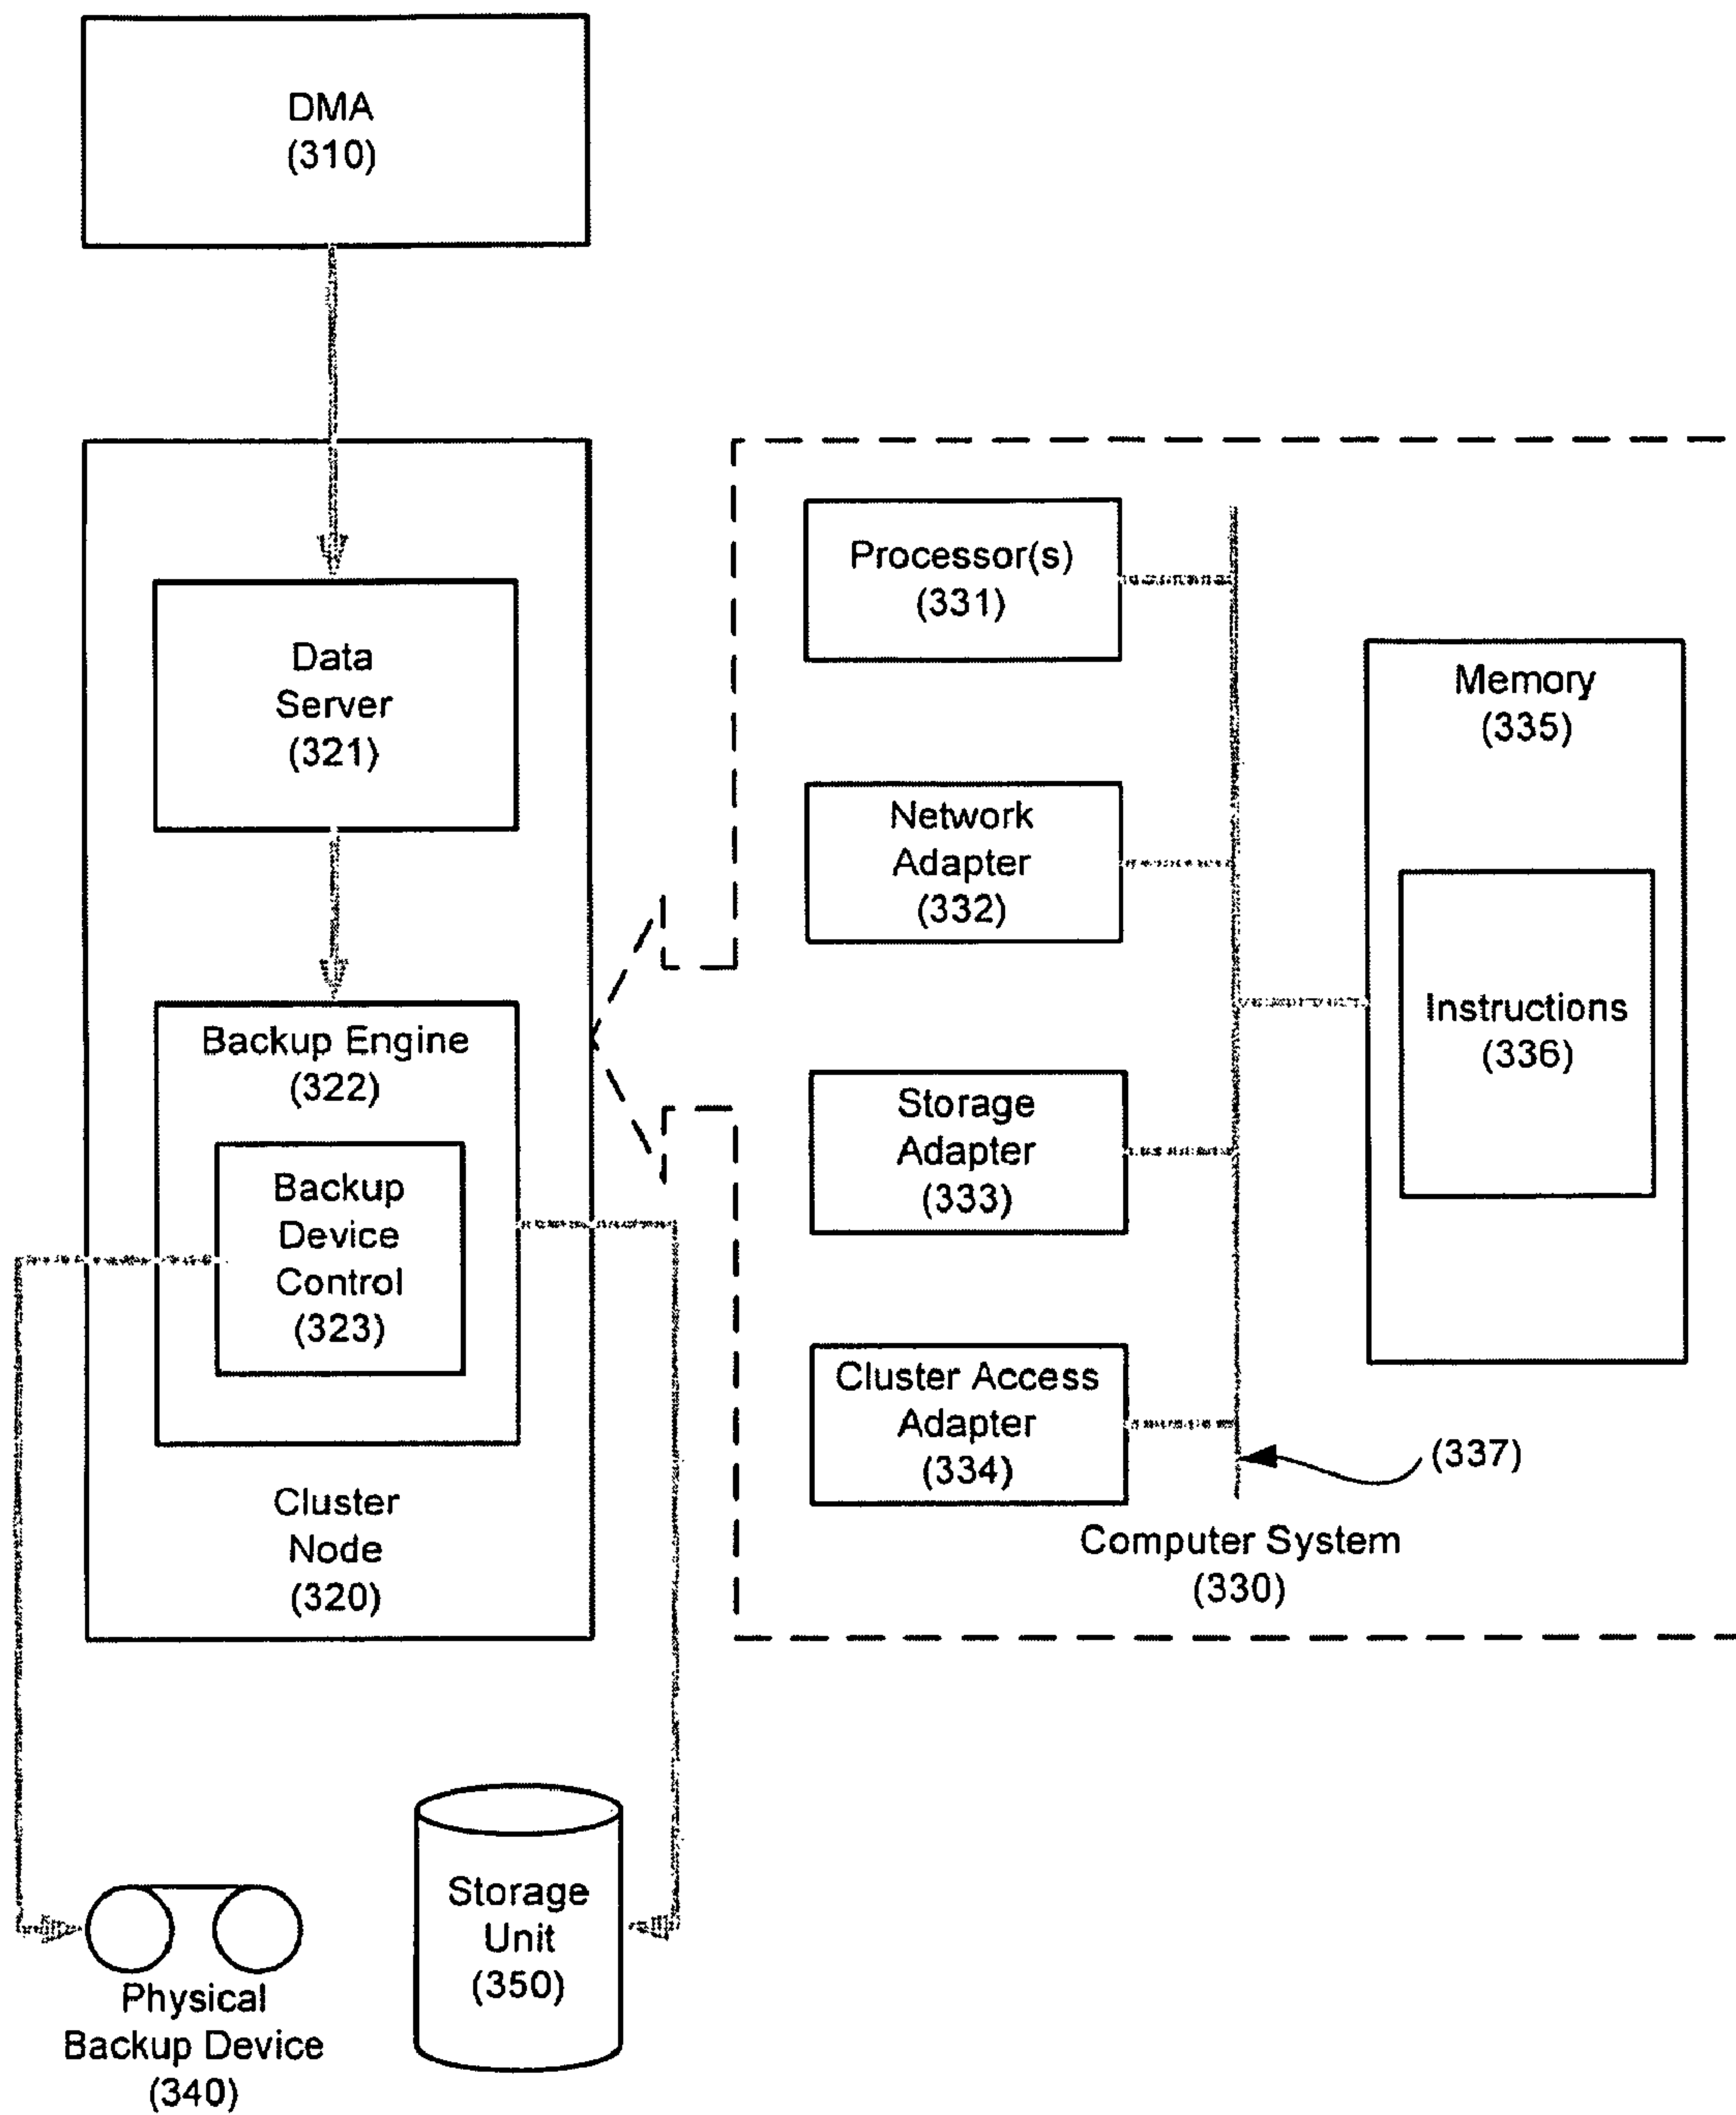 DMA
(310)
Data
Server
(321)
Backup Engine
(322)
Backup
Device
Control
(323)
Cluster
Node
(320)
Processor(s)
(331)
Network
Adapter
(332)
Storage
Adapter
(333)
Cluster Access
Adapter
(334)
Memory
(335)
Instructions
(336)
(337)
Computer System
(330)
Physical
Backup Device
(340)
Storage
Unit
(350)